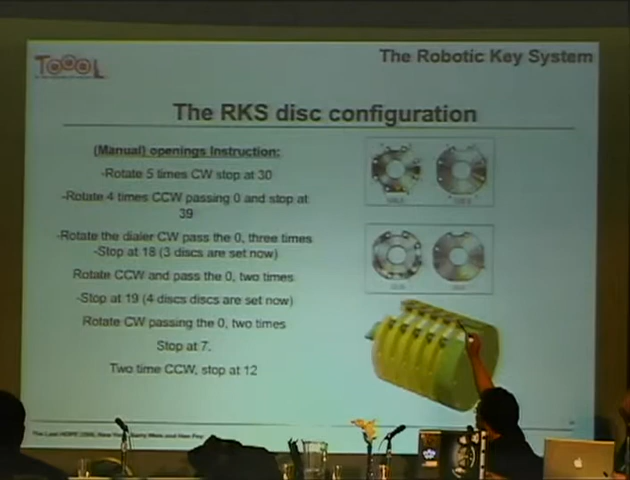 TOOOL
The Robotic Key System
The RKS disc configuration
(Manual) openings Instruction:
-Rotate 5 times CW stop at 30
-Rotate 4 times CCW passing 0 and stop at
39
-Rotate the dialer CW pass the 0, three times
-Stop at 18 (3 discs are set now)
Rotate CCW and pass the 0, two times
-Stop at 19 (4 discs discs are set now)
Rotate CW passing the 0, two times
Stop at 7.
Two time CCW, stop at 12
The Last HOPE